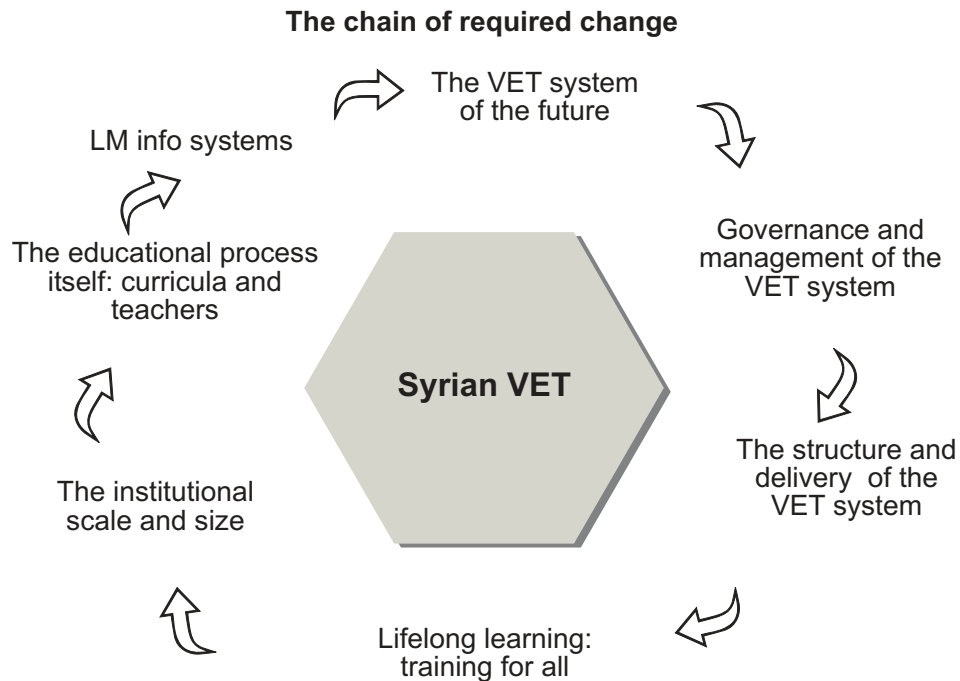 The chain of required change
The VET system
of the future
LM info systems
Governance and
management of the
VET system
The educational process
itself: curricula and
teachers
Syrian VET
The structure and
delivery of the
VET system
The institutional
scale and size
Lifelong learning:
training for all